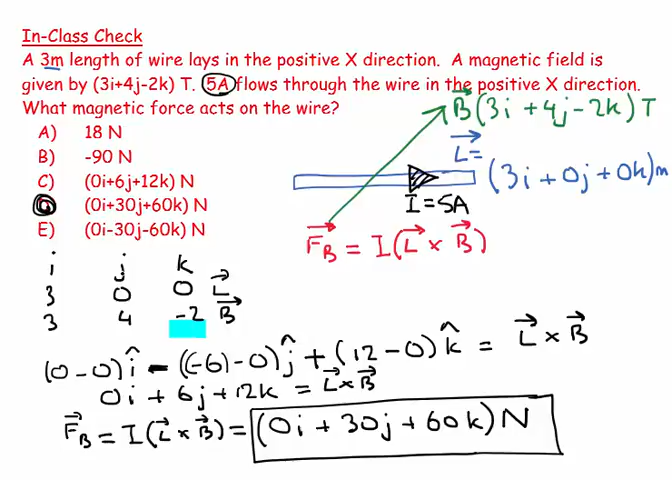 In-Class Check
A 3m length of wire lays in the positive X direction. A magnetic field is
given by (3i+4j-2k) T. 5A flows through the wire in the positive X direction.
What magnetic force acts on the wire?
A) 18 N
B) -90 N
C) (0i+6j+12k) N
(0i+30j+60k) N
E) (0i-30j-60k) N
B⃗ (3i + 4j - 2k) T
L⃗ =
(3i + 0j + 0k) m
I = 5A
F⃗_B = I(L⃗ × B⃗)
i j k
3 0 0 L⃗
3 4 -2 B⃗
(0-0)î - ((-6)-0)ĵ + (12-0)k̂ = L⃗ × B⃗
0i + 6j + 12k = L⃗ × B⃗
F⃗_B = I(L⃗ × B⃗) = (0i + 30j + 60k) N